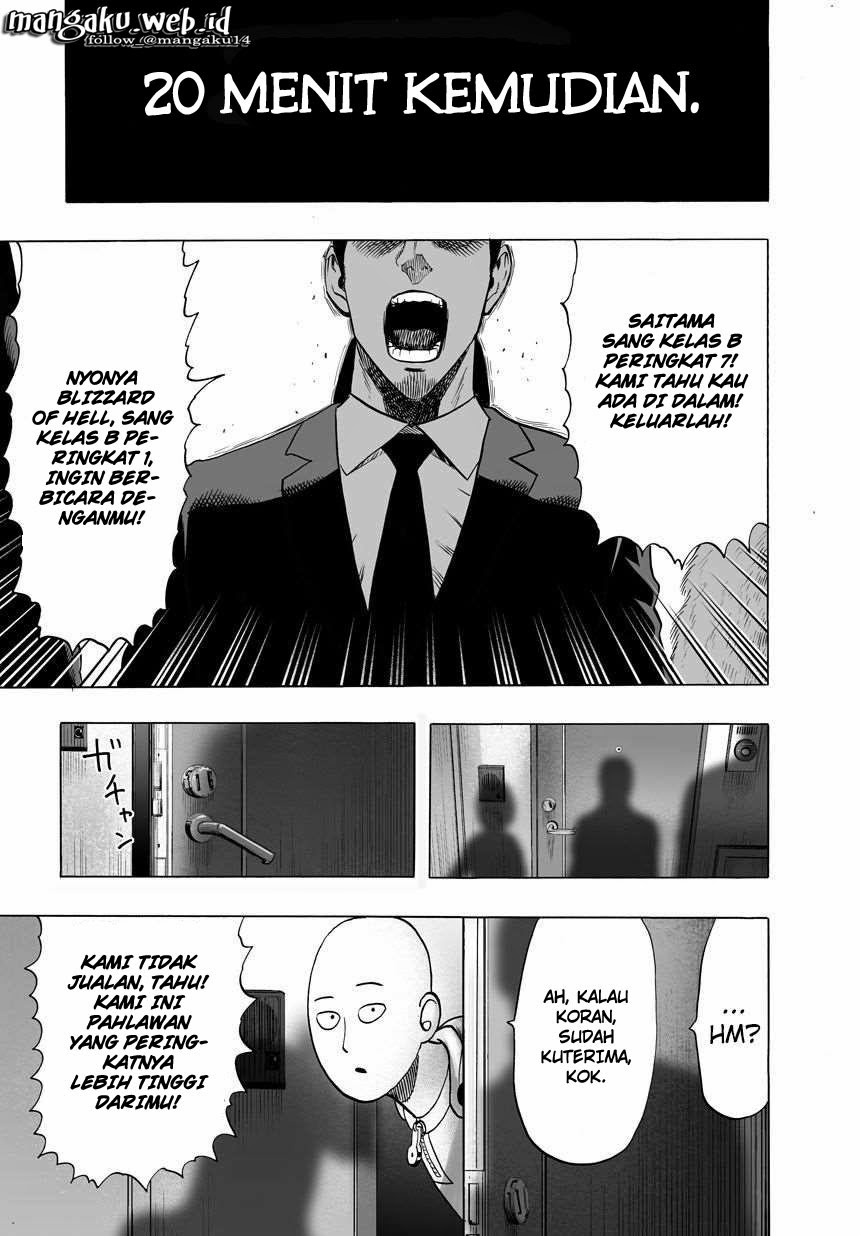 mangaku.web.id
follow @mangaku14
20 MENIT KEMUDIAN.
SAITAMA
SANG KELAS B
PERINGKAT 7!
KAMI TAHU KAU
ADA DI DALAM!
KELUARLAH!
NYONYA
BLIZZARD
OF HELL, SANG
KELAS B PE-
RINGKAT 1,
INGIN BER-
BICARA DE-
NGANMU!
ガチャン
...
HM?
AH, KALAU
KORAN,
SUDAH
KUTERIMA,
KOK.
KAMI TIDAK
JUALAN, TAHU!
KAMI INI
PAHLAWAN
YANG PERING-
KATNYA
LEBIH TINGGI
DARIMU!